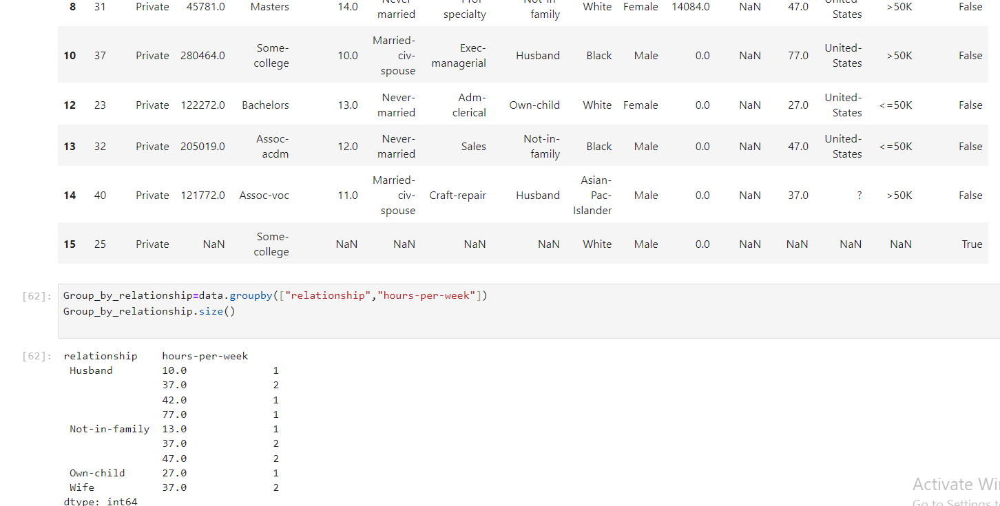 8 31 Private 45781.0 Masters 14.0 Never-married Prof-specialty Not-in-family White Female 14084.0 NaN 47.0 United-States >50K False
10 37 Private 280464.0 Some-college 10.0 Married-civ-spouse Exec-managerial Husband Black Male 0.0 NaN 77.0 United-States >50K False
12 23 Private 122272.0 Bachelors 13.0 Never-married Adm-clerical Own-child White Female 0.0 NaN 27.0 United-States <=50K False
13 32 Private 205019.0 Assoc-acdm 12.0 Never-married Sales Not-in-family Black Male 0.0 NaN 47.0 United-States <=50K False
14 40 Private 121772.0 Assoc-voc 11.0 Married-civ-spouse Craft-repair Husband Asian-Pac-Islander Male 0.0 NaN 37.0 ? >50K False
15 25 Private NaN Some-college NaN NaN NaN NaN White Male 0.0 NaN NaN NaN NaN True
[62]: Group_by_relationship=data.groupby(["relationship","hours-per-week"])
Group_by_relationship.size()
[62]: relationship hours-per-week
Husband 10.0 1
37.0 2
42.0 1
77.0 1
Not-in-family 13.0 1
37.0 2
47.0 2
Own-child 27.0 1
Wife 37.0 2
dtype: int64
Activate Wi
Go to Settings t